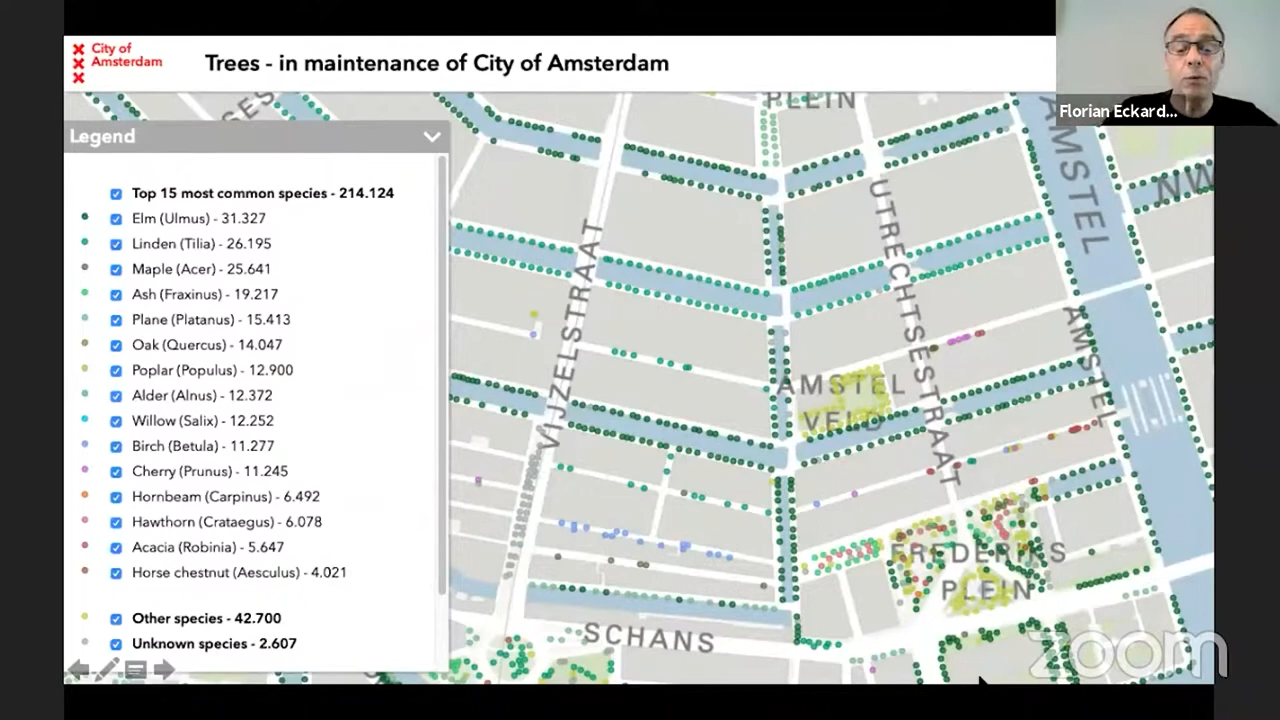 City of
Amsterdam
Trees - in maintenance of City of Amsterdam
Florian Eckard...
Legend
Top 15 most common species - 214.124
Elm (Ulmus) - 31.327
Linden (Tilia) - 26.195
Maple (Acer) - 25.641
Ash (Fraxinus) - 19.217
Plane (Platanus) - 15.413
Oak (Quercus) - 14.047
Poplar (Populus) - 12.900
Alder (Alnus) - 12.372
Willow (Salix) - 12.252
Birch (Betula) - 11.277
Cherry (Prunus) - 11.245
Hornbeam (Carpinus) - 6.492
Hawthorn (Crataegus) - 6.078
Acacia (Robinia) - 5.647
Horse chestnut (Aesculus) - 4.021
Other species - 42.700
Unknown species - 2.607
PLEIN
AMSTEL
NW
UTRECHTSESTRAAT
VIJZELSTRAAT
AMSTEL
AMSTEL
VELD
FREDERIKS
PLEIN
SCHANS
zoom